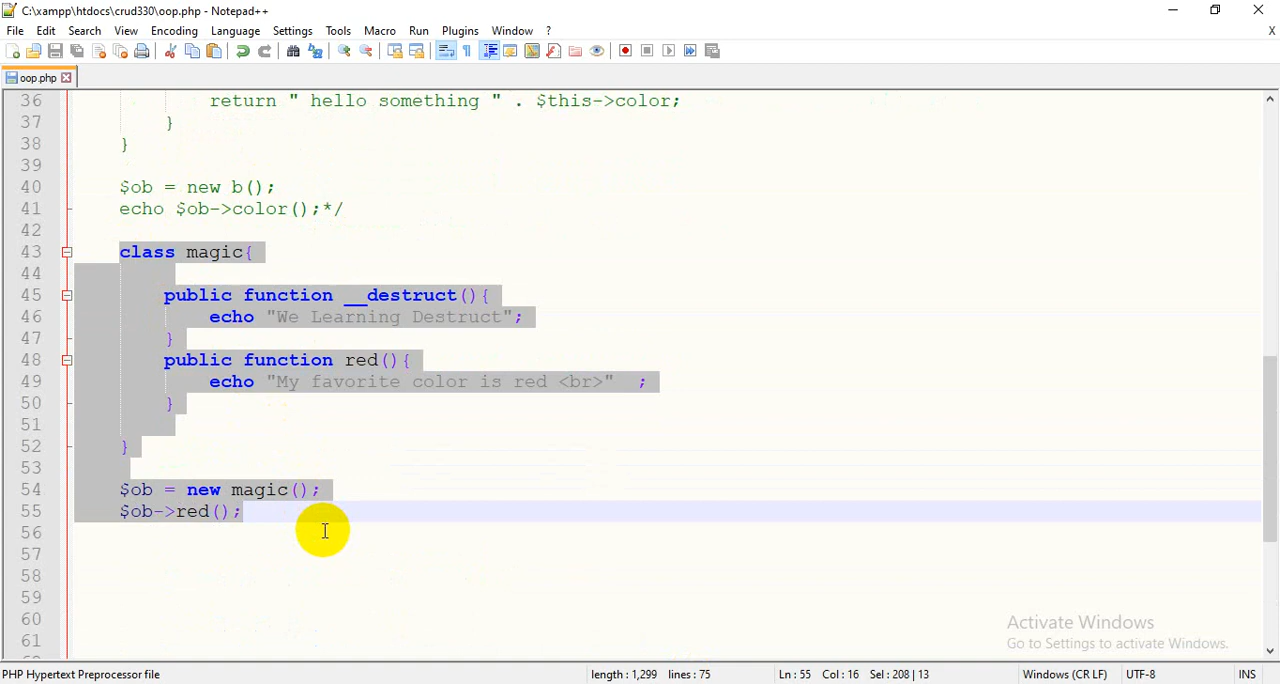 C:\xampp\htdocs\crud330\oop.php - Notepad++
File Edit Search View Encoding Language Settings Tools Macro Run Plugins Window ? X
oop.php
36 return " hello something " . $this->color;
37 }
38 }
39
40 $ob = new b();
41 echo $ob->color();*/
42
43 class magic{
44
45 public function __destruct(){
46 echo "We Learning Destruct";
47 }
48 public function red(){
49 echo "My favorite color is red <br>" ;
50 }
51
52 }
53
54 $ob = new magic();
55 $ob->red();
56
57
58
59
60
61
Activate Windows
Go to Settings to activate Windows.
PHP Hypertext Preprocessor file length : 1,299 lines : 75 Ln : 55 Col : 16 Sel : 208 | 13 Windows (CR LF) UTF-8 INS